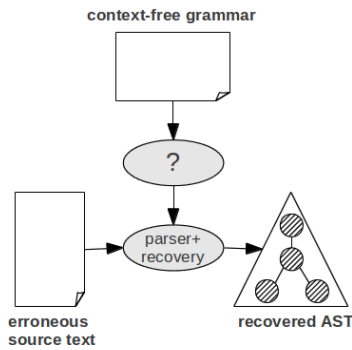 context-free grammar
?
parser+
recovery
erroneous
source text
recovered AST